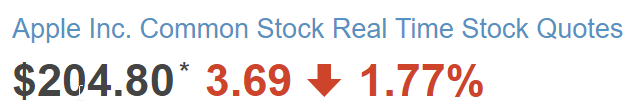 Apple Inc. Common Stock Real Time Stock Quotes
$204.80* 3.69 🡇 1.77%